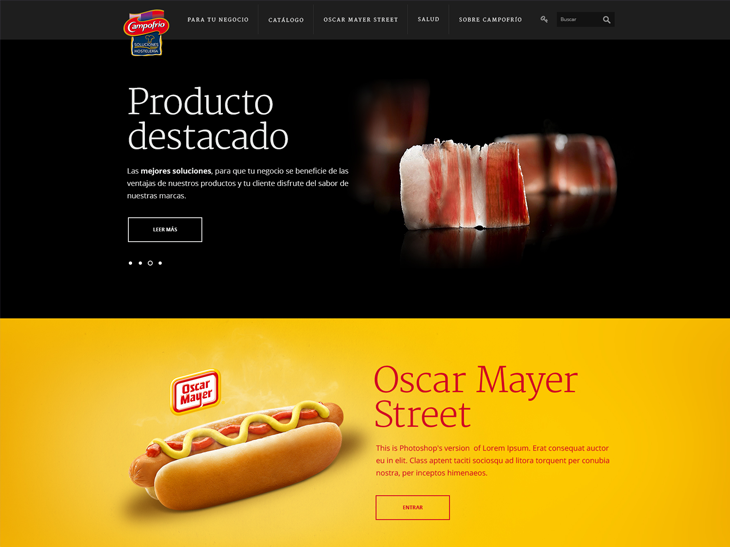 Campofrío
SOLUCIONES
HOSTELERÍA
PARA TU NEGOCIO
CATÁLOGO
OSCAR MAYER STREET
SALUD
SOBRE CAMPOFRÍO
Buscar
Producto
destacado
Las mejores soluciones, para que tu negocio se beneficie de las
ventajas de nuestros productos y tu cliente disfrute del sabor de
nuestras marcas.
LEER MÁS
Oscar
Mayer
Oscar Mayer
Street
This is Photoshop's version of Lorem Ipsum. Erat consequat auctor
eu in elit. Class aptent taciti sociosqu ad litora torquent per conubia
nostra, per inceptos himenaeos.
ENTRAR